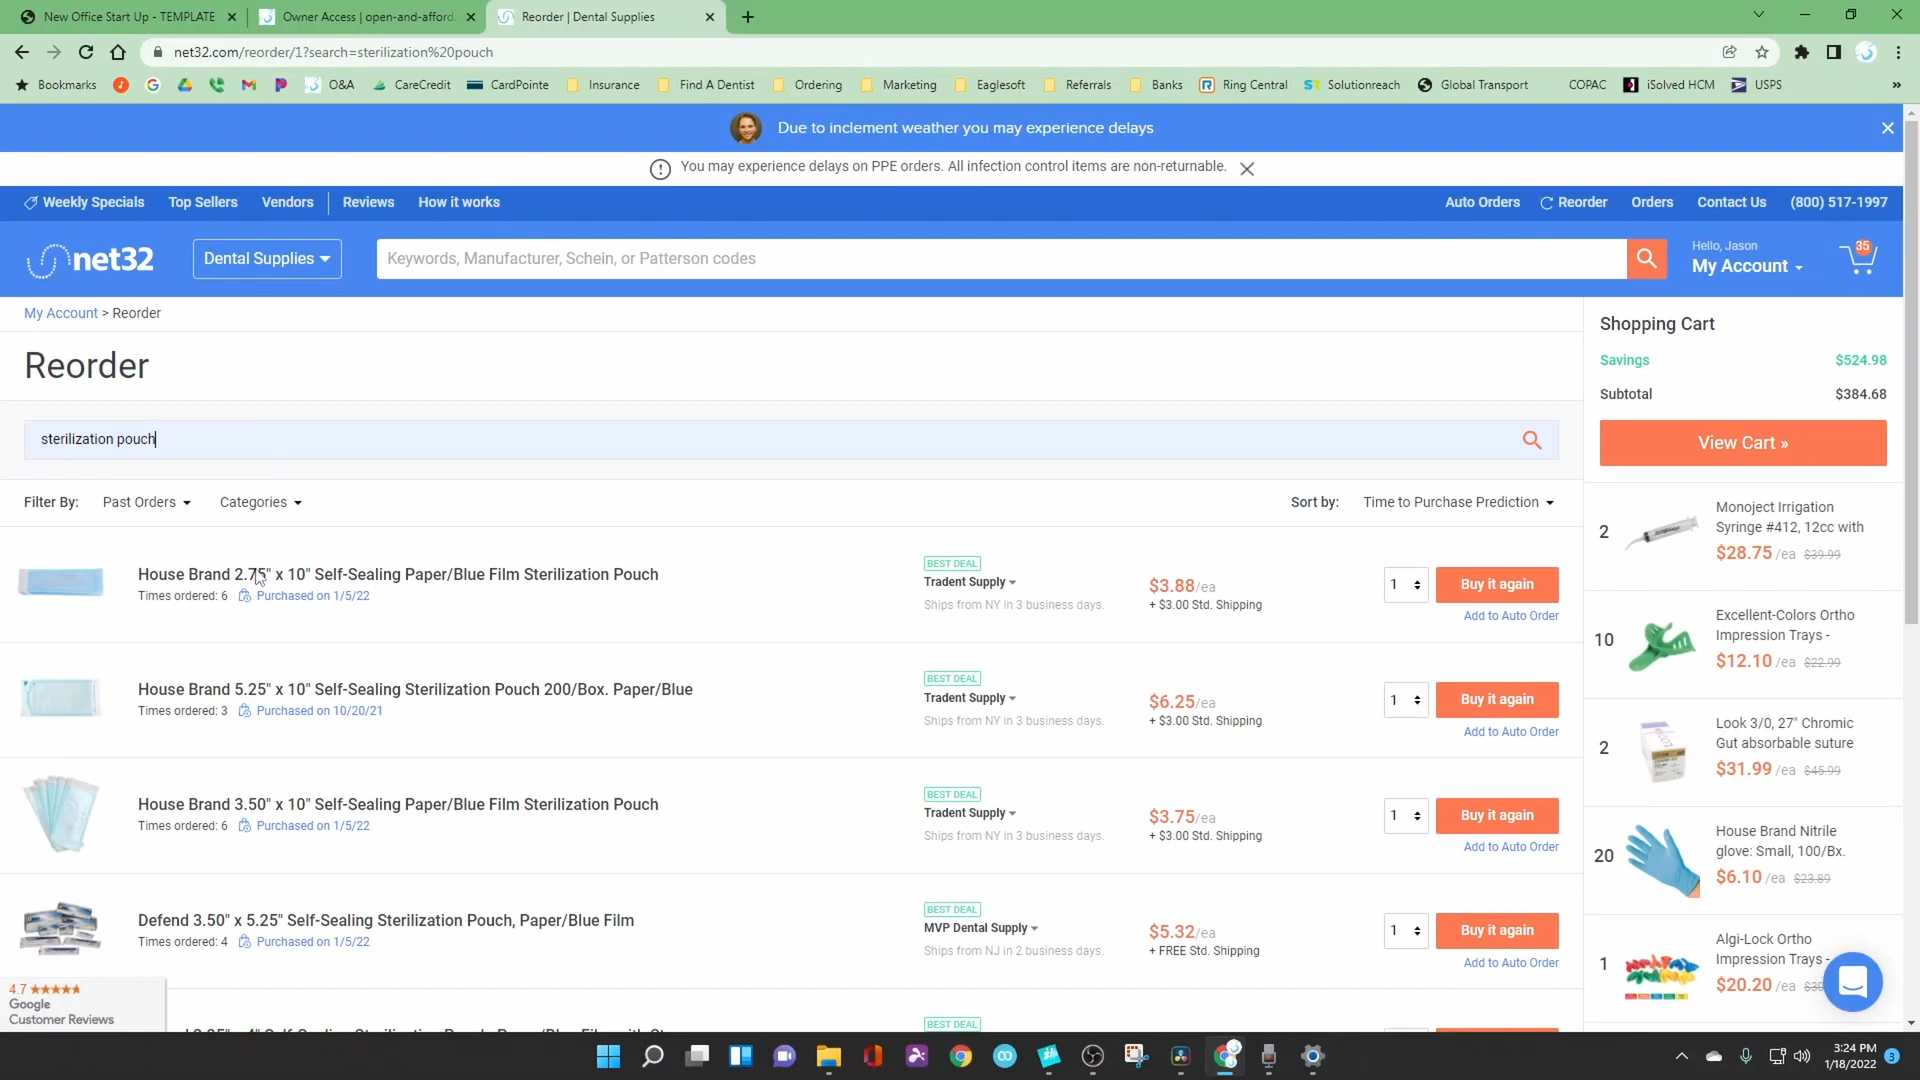 New Office Start Up - TEMPLATE
Owner Access | open-and-afford
Reorder | Dental Supplies
net32.com/reorder/1?search=sterilization%20pouch
Bookmarks
O&A
CareCredit
CardPointe
Insurance
Find A Dentist
Ordering
Marketing
Eaglesoft
Referrals
Banks
Ring Central
Solutionreach
Global Transport
COPAC
iSolved HCM
USPS
Due to inclement weather you may experience delays
You may experience delays on PPE orders. All infection control items are non-returnable.
Weekly Specials
Top Sellers
Vendors
Reviews
How it works
Auto Orders
Reorder
Orders
Contact Us
(800) 517-1997
net32
Dental Supplies
Keywords, Manufacturer, Schein, or Patterson codes
Hello, Jason
My Account
35
My Account > Reorder
Reorder
sterilization pouch
Filter By:
Past Orders
Categories
Sort by:
Time to Purchase Prediction
House Brand 2.75" x 10" Self-Sealing Paper/Blue Film Sterilization Pouch
Times ordered: 6
Purchased on 1/5/22
BEST DEAL
Tradent Supply
Ships from NY in 3 business days.
$3.88/ea
+ $3.00 Std. Shipping
1
Buy it again
Add to Auto Order
House Brand 5.25" x 10" Self-Sealing Sterilization Pouch 200/Box. Paper/Blue
Times ordered: 3
Purchased on 10/20/21
BEST DEAL
Tradent Supply
Ships from NY in 3 business days.
$6.25/ea
+ $3.00 Std. Shipping
1
Buy it again
Add to Auto Order
House Brand 3.50" x 10" Self-Sealing Paper/Blue Film Sterilization Pouch
Times ordered: 6
Purchased on 1/5/22
BEST DEAL
Tradent Supply
Ships from NY in 3 business days.
$3.75/ea
+ $3.00 Std. Shipping
1
Buy it again
Add to Auto Order
Defend 3.50" x 5.25" Self-Sealing Sterilization Pouch, Paper/Blue Film
Times ordered: 4
Purchased on 1/5/22
BEST DEAL
MVP Dental Supply
Ships from NJ in 2 business days.
$5.32/ea
+ FREE Std. Shipping
1
Buy it again
Add to Auto Order
BEST DEAL
4.7
Google
Customer Reviews
Shopping Cart
Savings
$524.98
Subtotal
$384.68
View Cart »
2
Monoject Irrigation
Syringe #412, 12cc with
$28.75 /ea $39.99
10
Excellent-Colors Ortho
Impression Trays -
$12.10 /ea $22.99
2
Look 3/0, 27" Chromic
Gut absorbable suture
$31.99 /ea $45.99
20
House Brand Nitrile
glove: Small, 100/Bx.
$6.10 /ea $23.89
1
Algi-Lock Ortho
Impression Trays -
$20.20 /ea
3:24 PM
1/18/2022
3